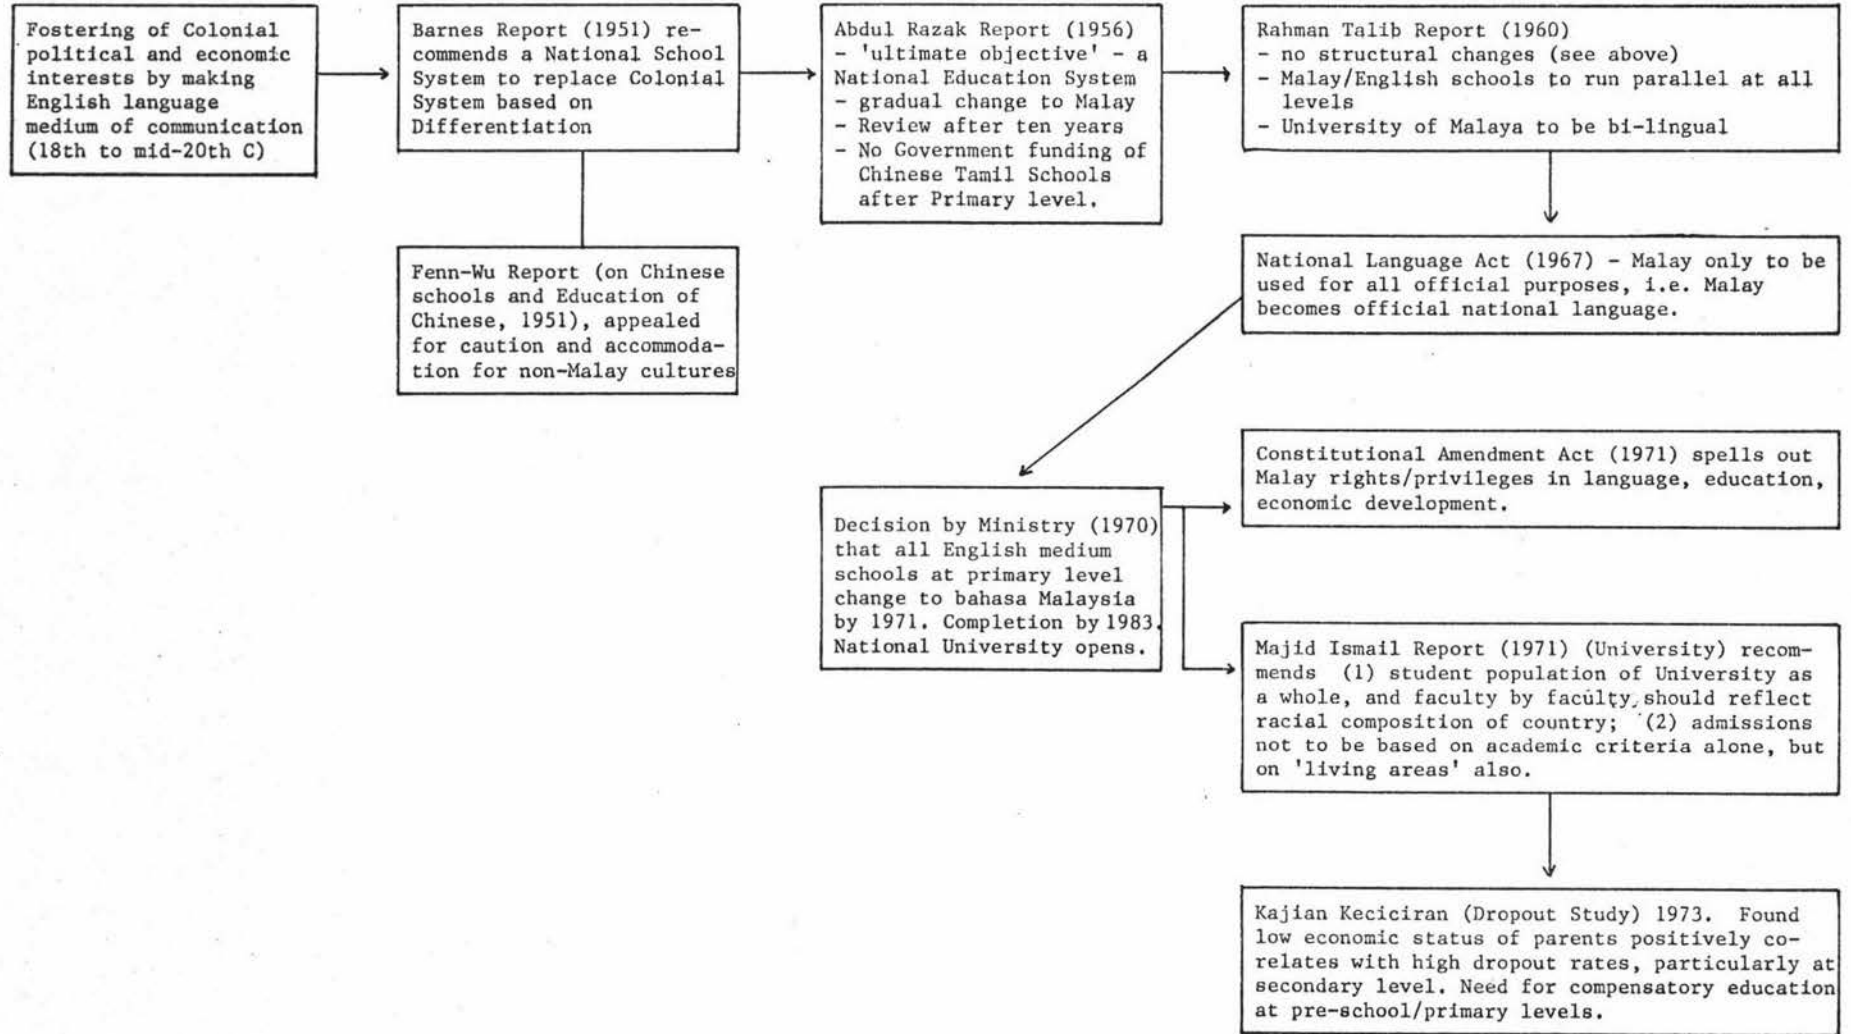 Fostering of Colonial
political and economic
interests by making
English language
medium of communication
(18th to mid-20th C)
Barnes Report (1951) re-
commends a National School
System to replace Colonial
System based on
Differentiation
Fenn-Wu Report (on Chinese
schools and Education of
Chinese, 1951), appealed
for caution and accommoda-
tion for non-Malay cultures
Abdul Razak Report (1956)
- 'ultimate objective' - a
National Education System
- gradual change to Malay
- Review after ten years
- No Government funding of
Chinese Tamil Schools
after Primary level.
Rahman Talib Report (1960)
- no structural changes (see above)
- Malay/English schools to run parallel at all
levels
- University of Malaya to be bi-lingual
National Language Act (1967) - Malay only to be
used for all official purposes, i.e. Malay
becomes official national language.
Decision by Ministry (1970)
that all English medium
schools at primary level
change to bahasa Malaysia
by 1971. Completion by 1983.
National University opens.
Constitutional Amendment Act (1971) spells out
Malay rights/privileges in language, education,
economic development.
Majid Ismail Report (1971) (University) recom-
mends (1) student population of University as
a whole, and faculty by faculty, should reflect
racial composition of country; (2) admissions
not to be based on academic criteria alone, but
on 'living areas' also.
Kajian Keciciran (Dropout Study) 1973. Found
low economic status of parents positively co-
relates with high dropout rates, particularly at
secondary level. Need for compensatory education
at pre-school/primary levels.